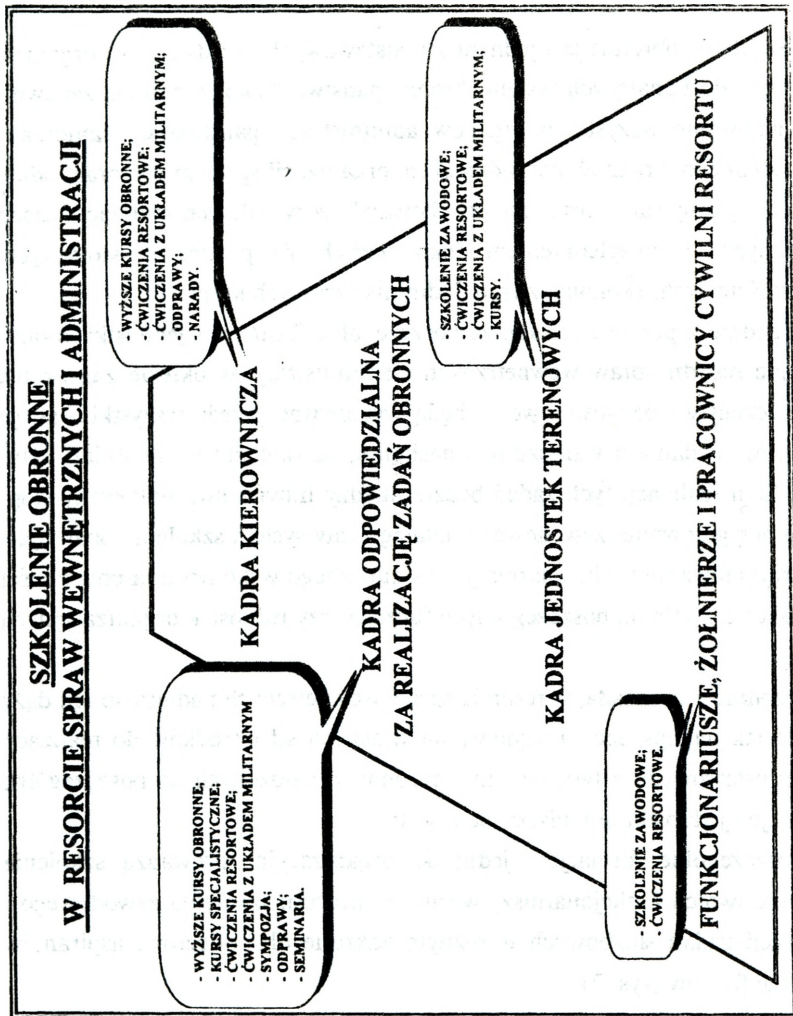 SZKOLENIE OBRONNE
W RESORCIE SPRAW WEWNĘTRZNYCH I ADMINISTRACJI
- WYŻSZE KURSY OBRONNE;
- ĆWICZENIA RESORTOWE;
- ĆWICZENIA Z UKŁADEM MILITARNYM;
- ODPRAWY;
- NARADY.
KADRA KIEROWNICZA
- WYŻSZE KURSY OBRONNE;
- KURSY SPECJALISTYCZNE;
- ĆWICZENIA RESORTOWE;
- ĆWICZENIA Z UKŁADEM MILITARNYM
- SYMPOZJA;
- ODPRAWY;
- SEMINARIA.
KADRA ODPOWIEDZIALNA
ZA REALIZACJĘ ZADAŃ OBRONNYCH
- SZKOLENIE ZAWODOWE;
- ĆWICZENIA RESORTOWE;
- ĆWICZENIA Z UKŁADEM MILITARNYM;
- KURSY.
KADRA JEDNOSTEK TERENOWYCH
- SZKOLENIE ZAWODOWE;
- ĆWICZENIA RESORTOWE.
FUNKCJONARIUSZE, ŻOŁNIERZE I PRACOWNICY CYWILNI RESORTU